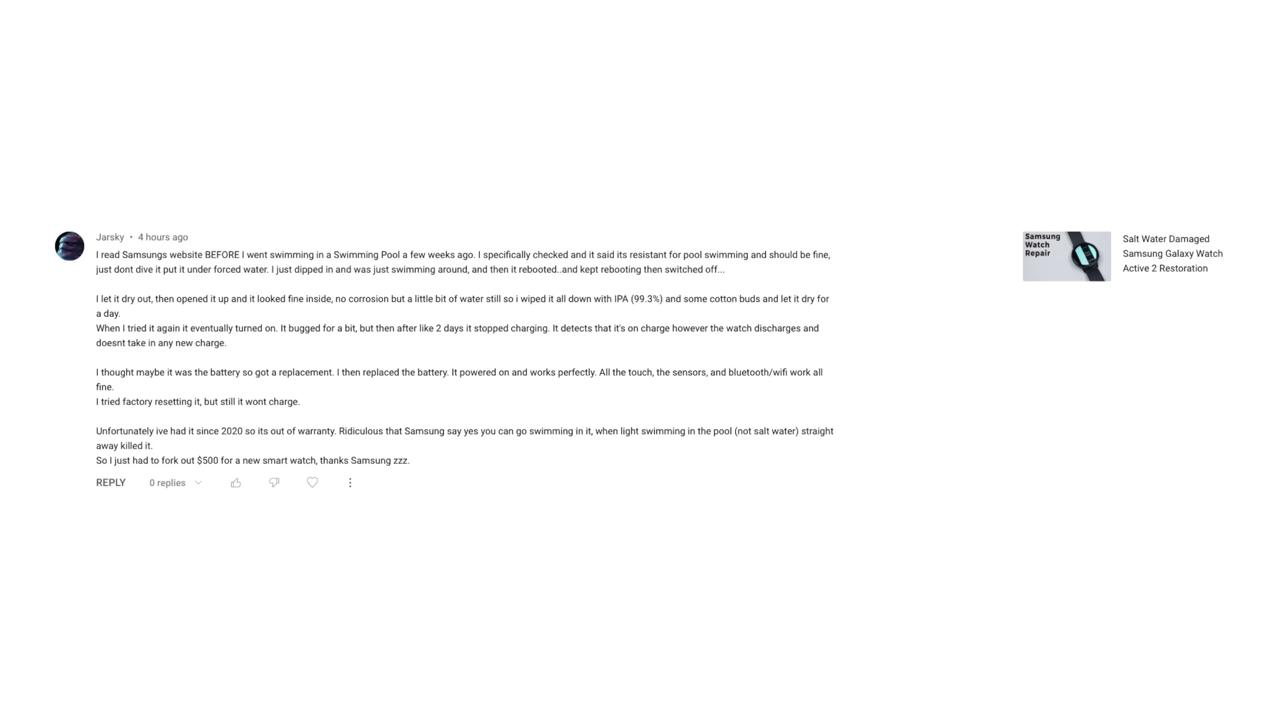 Jarsky • 4 hours ago
I read Samsungs website BEFORE I went swimming in a Swimming Pool a few weeks ago. I specifically checked and it said its resistant for pool swimming and should be fine,
just dont dive it put it under forced water. I just dipped in and was just swimming around, and then it rebooted..and kept rebooting then switched off...
I let it dry out, then opened it up and it looked fine inside, no corrosion but a little bit of water still so i wiped it all down with IPA (99.3%) and some cotton buds and let it dry for
a day.
When I tried it again it eventually turned on. It bugged for a bit, but then after like 2 days it stopped charging. It detects that it's on charge however the watch discharges and
doesnt take in any new charge.
I thought maybe it was the battery so got a replacement. I then replaced the battery. It powered on and works perfectly. All the touch, the sensors, and bluetooth/wifi work all
fine.
I tried factory resetting it, but still it wont charge.
Unfortunately ive had it since 2020 so its out of warranty. Ridiculous that Samsung say yes you can go swimming in it, when light swimming in the pool (not salt water) straight
away killed it.
So I just had to fork out $500 for a new smart watch, thanks Samsung zzz.
REPLY 0 replies
Samsung
Watch
Repair
Salt Water Damaged
Samsung Galaxy Watch
Active 2 Restoration